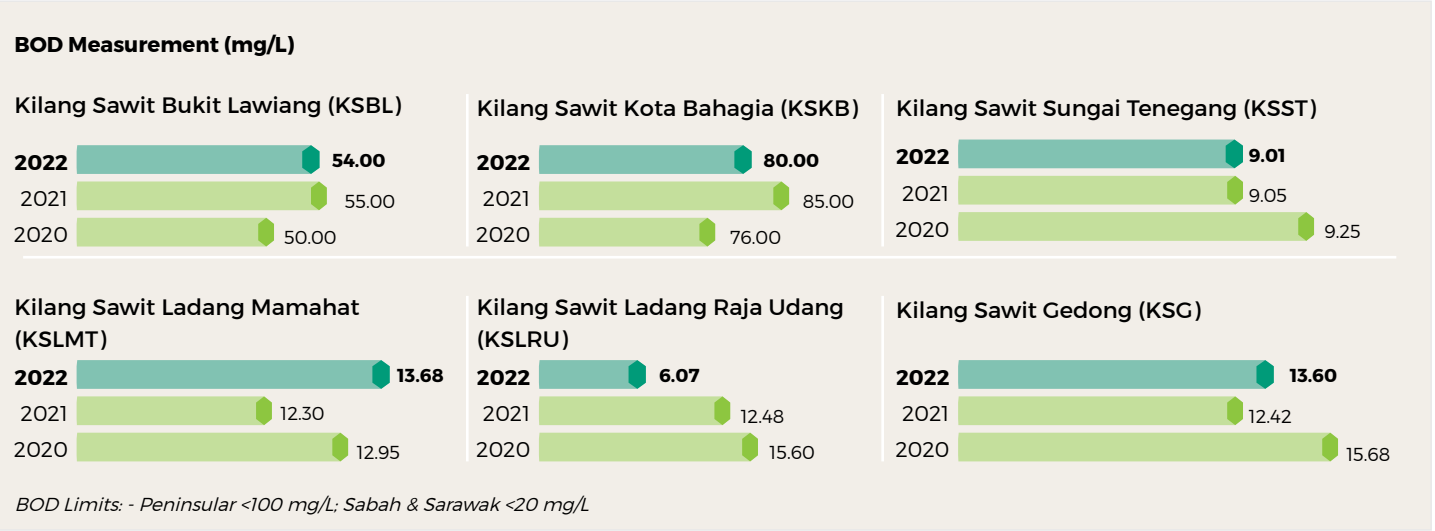 BOD Measurement (mg/L)
Kilang Sawit Bukit Lawiang (KSBL)
2022 54.00
2021 55.00
2020 50.00
Kilang Sawit Kota Bahagia (KSKB)
2022 80.00
2021 85.00
2020 76.00
Kilang Sawit Sungai Tenegang (KSST)
2022 9.01
2021 9.05
2020 9.25
Kilang Sawit Ladang Mamahat
(KSLMT)
2022 13.68
2021 12.30
2020 12.95
Kilang Sawit Ladang Raja Udang
(KSLRU)
2022 6.07
2021 12.48
2020 15.60
Kilang Sawit Gedong (KSG)
2022 13.60
2021 12.42
2020 15.68
BOD Limits: - Peninsular <100 mg/L; Sabah & Sarawak <20 mg/L